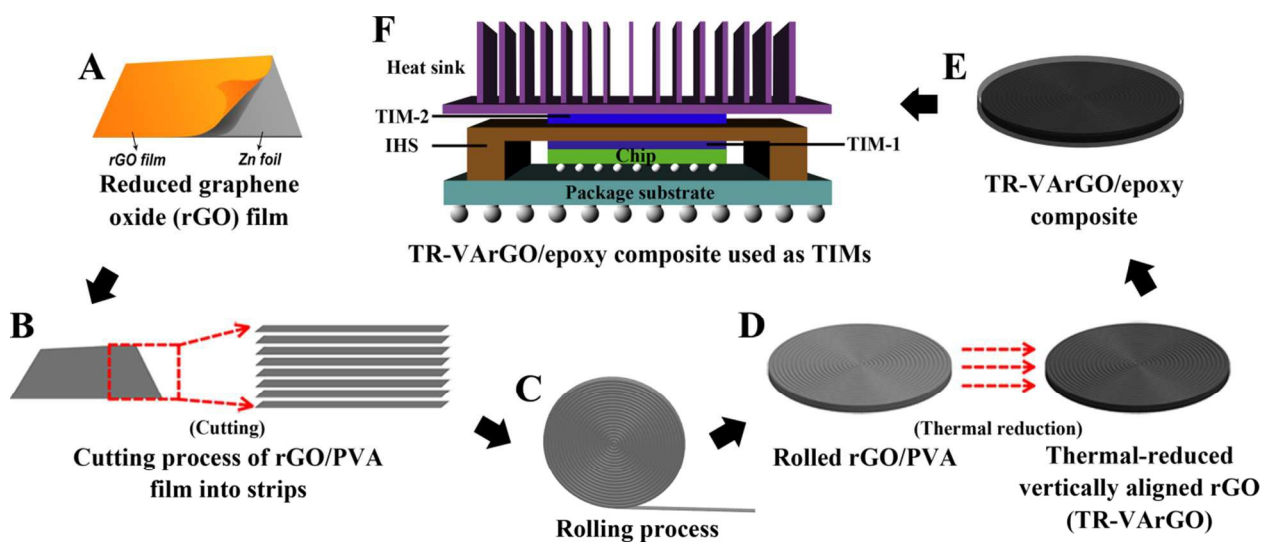 A
rGO film
Zn foil
Reduced graphene
oxide (rGO) film
B
(Cutting)
Cutting process of rGO/PVA
film into strips
C
Rolling process
D
(Thermal reduction)
Rolled rGO/PVA
Thermal-reduced
vertically aligned rGO
(TR-VArGO)
E
TR-VArGO/epoxy
composite
F
Heat sink
TIM-2
IHS
TIM-1
Chip
Package substrate
TR-VArGO/epoxy composite used as TIMs